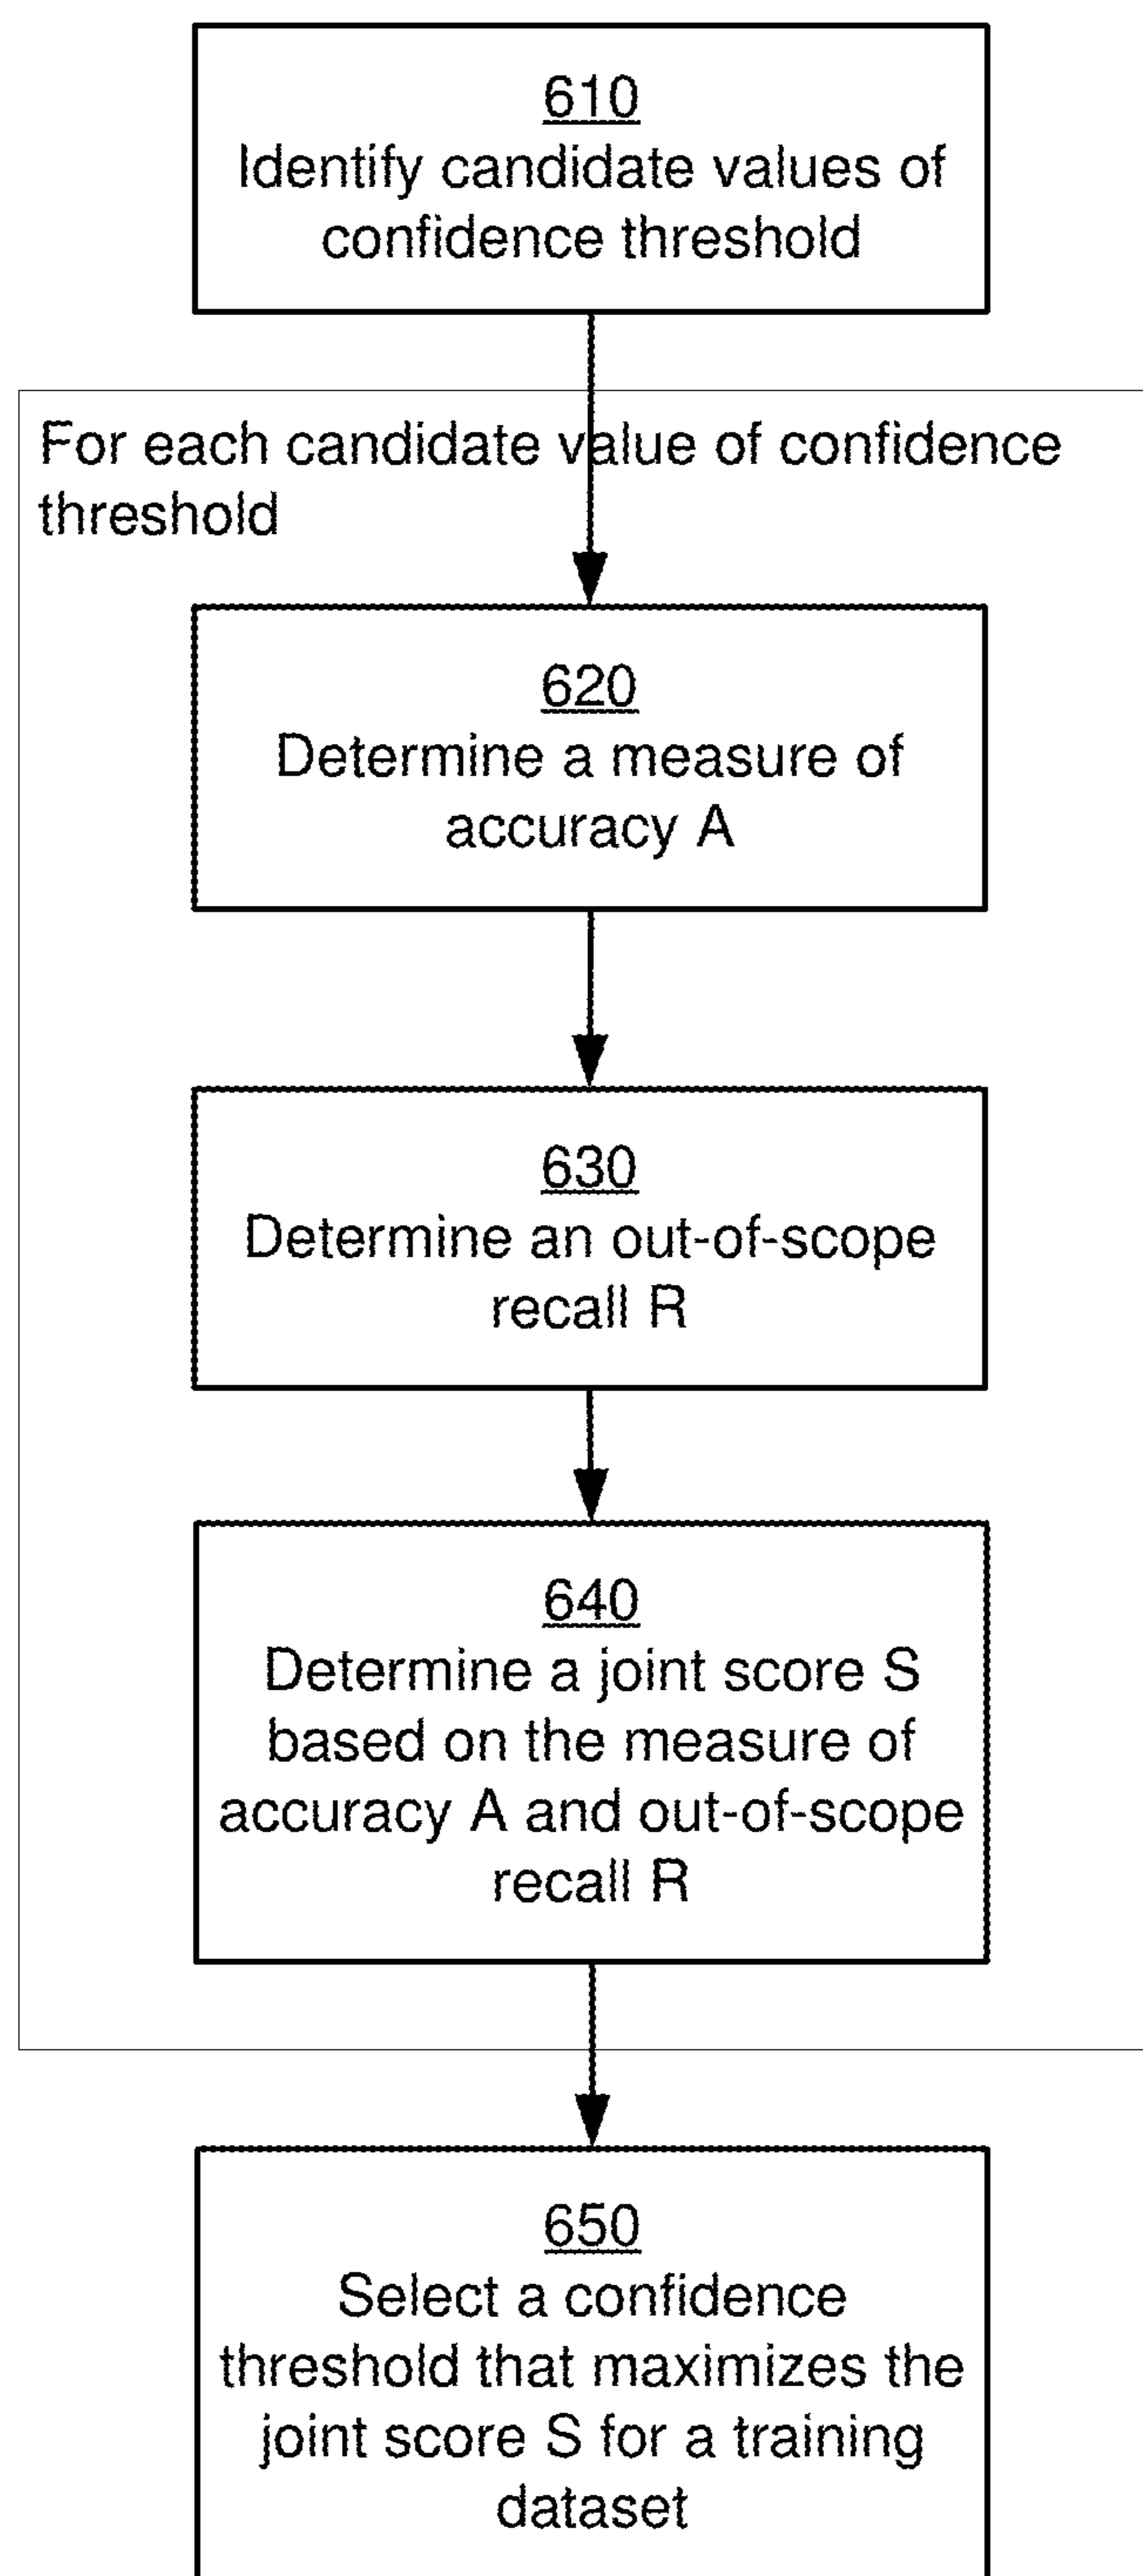 610
Identify candidate values of
confidence threshold
For each candidate value of confidence
threshold
620
Determine a measure of
accuracy A
630
Determine an out-of-scope
recall R
640
Determine a joint score S
based on the measure of
accuracy A and out-of-scope
recall R
650
Select a confidence
threshold that maximizes the
joint score S for a training
dataset